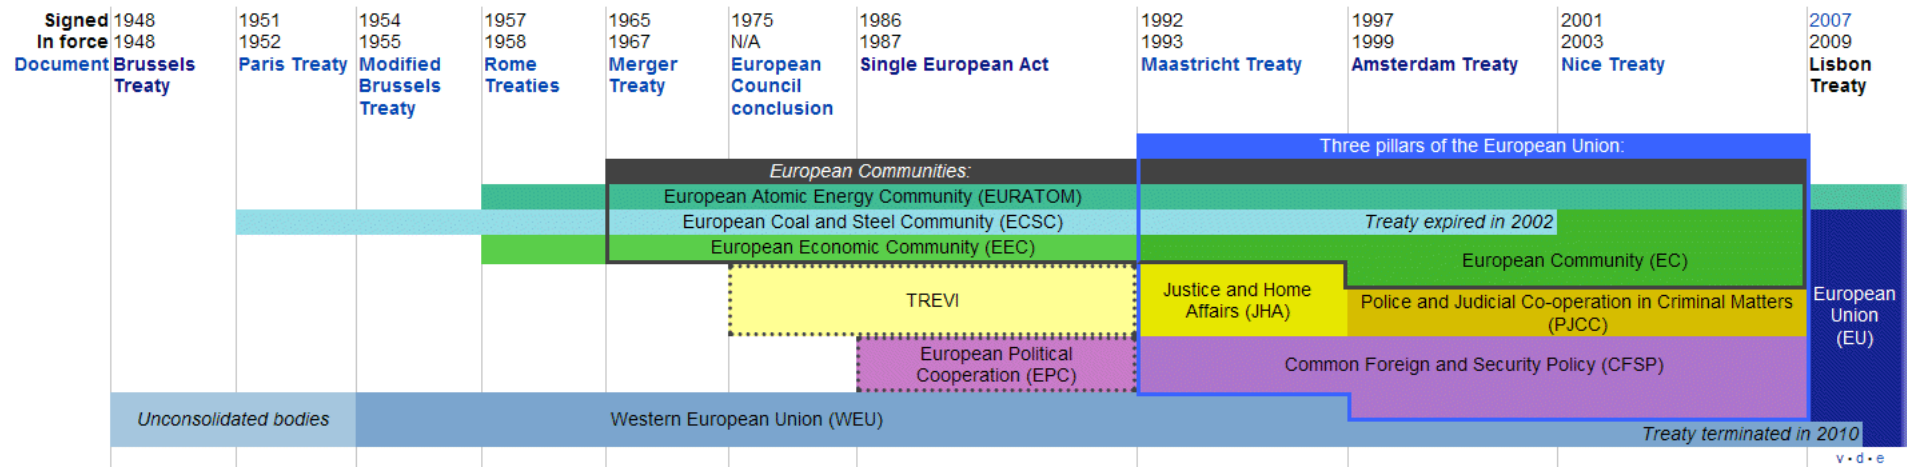 Signed 1948 1951 1954 1957 1965 1975 1986 1992 1997 2001 2007
In force 1948 1952 1955 1958 1967 N/A 1987 1993 1999 2003 2009
Document Brussels Paris Treaty Modified Rome Merger European Single European Act Maastricht Treaty Amsterdam Treaty Nice Treaty Lisbon
Treaty Brussels Treaties Treaty Council Treaty
Treaty conclusion
Three pillars of the European Union:
European Communities:
European Atomic Energy Community (EURATOM)
European Coal and Steel Community (ECSC) Treaty expired in 2002
European Economic Community (EEC)
European Community (EC)
TREVI
Justice and Home
Affairs (JHA)
Police and Judicial Co-operation in Criminal Matters
(PJCC)
European
Union
(EU)
European Political
Cooperation (EPC)
Common Foreign and Security Policy (CFSP)
Unconsolidated bodies
Western European Union (WEU)
Treaty terminated in 2010
v • d • e